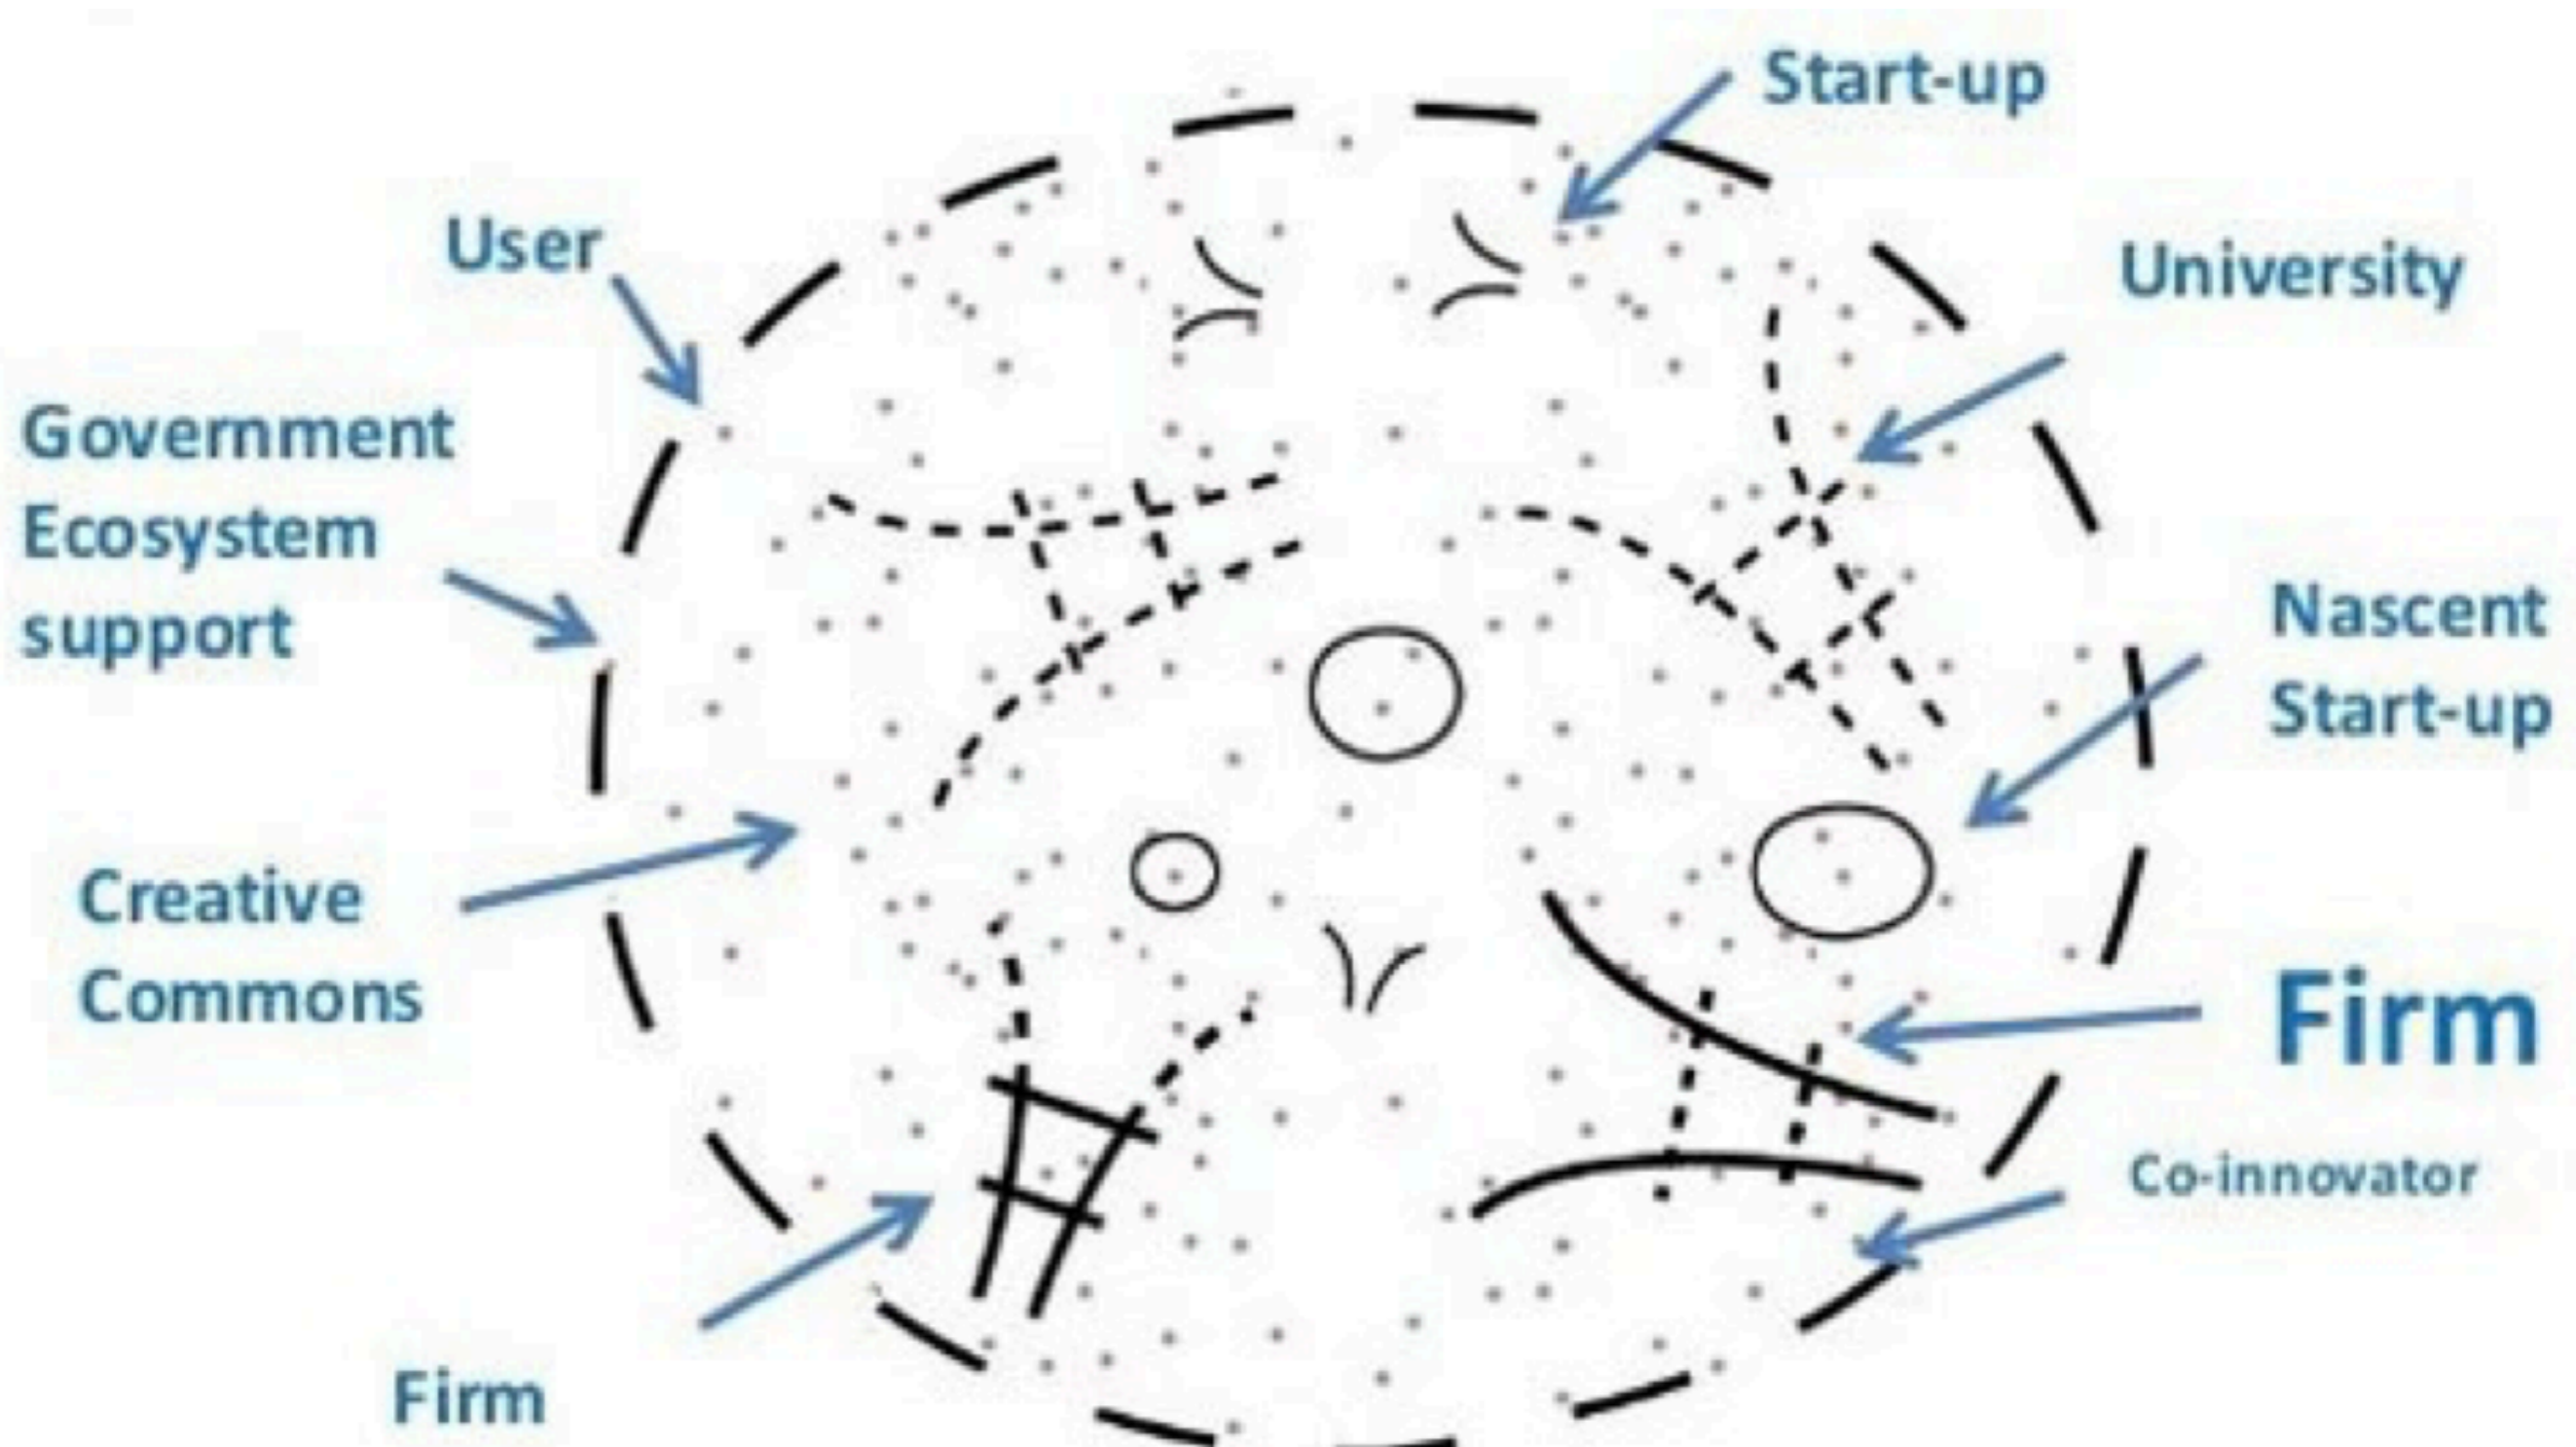 Start-up
User
University
Government
Ecosystem
support
Nascent
Start-up
Creative
Commons
Firm
Co-innovator
Firm